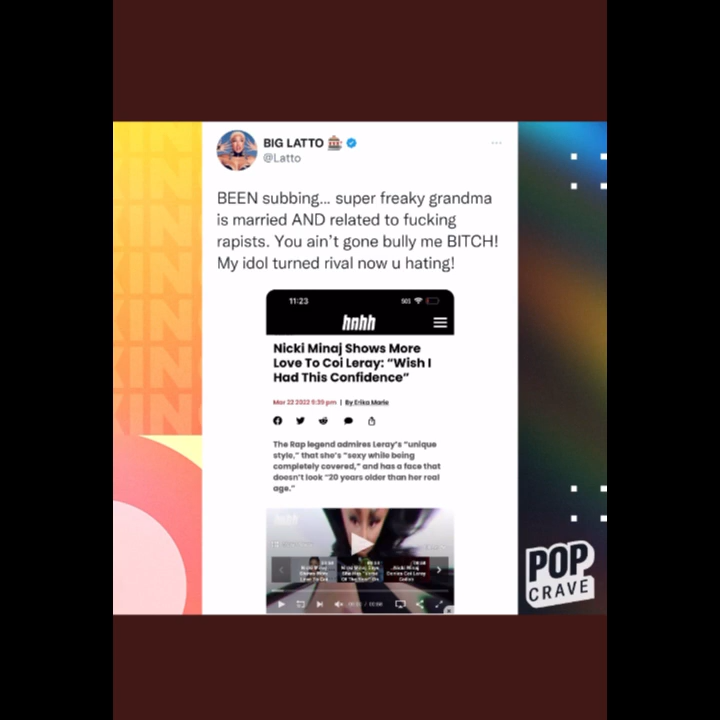 BIG LATTO
@Latto
BEEN subbing... super freaky grandma
is married AND related to fucking
rapists. You ain't gone bully me BITCH!
My idol turned rival now u hating!
11:23
SOS
hnhh
Nicki Minaj Shows More
Love To Coi Leray: "Wish I
Had This Confidence"
Mar 22 2022 5:39 pm | By Erika Marie
The Rap legend admires Leray's "unique
style," that she's "sexy while being
completely covered," and has a face that
doesn't look "20 years older than her real
age."
hnhh
POP
CRAVE